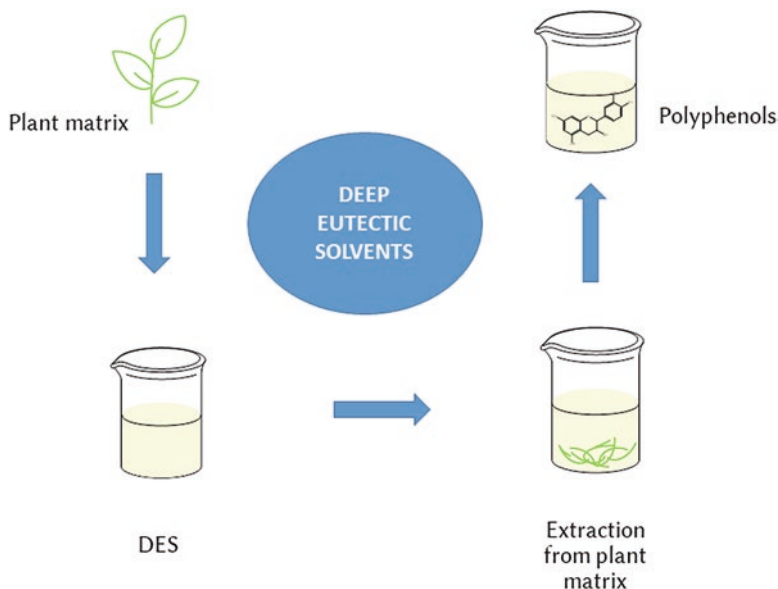 Plant matrix
Polyphenols
DEEP
EUTECTIC
SOLVENTS
DES
Extraction
from plant
matrix